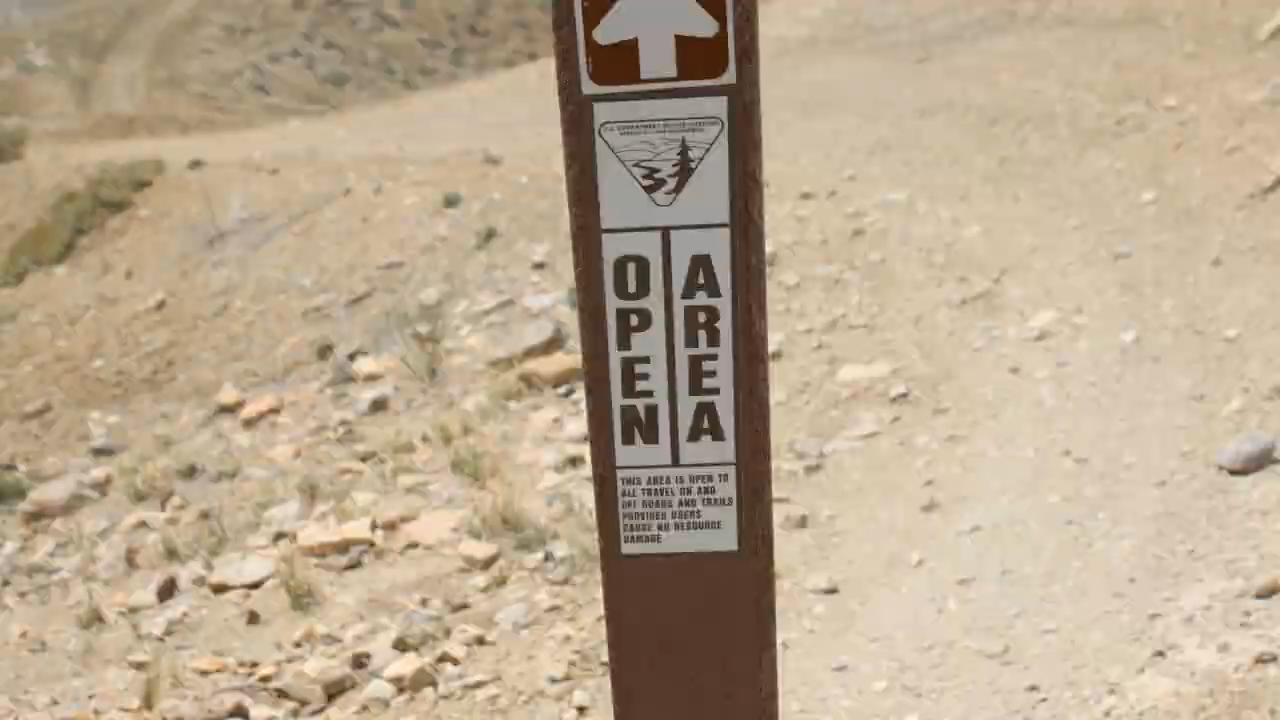 OPEN
AREA
THIS AREA IS OPEN TO
ALL TRAVEL ON AND
OFF ROADS AND TRAILS
PROVIDED USERS
CAUSE NO RESOURCE
DAMAGE